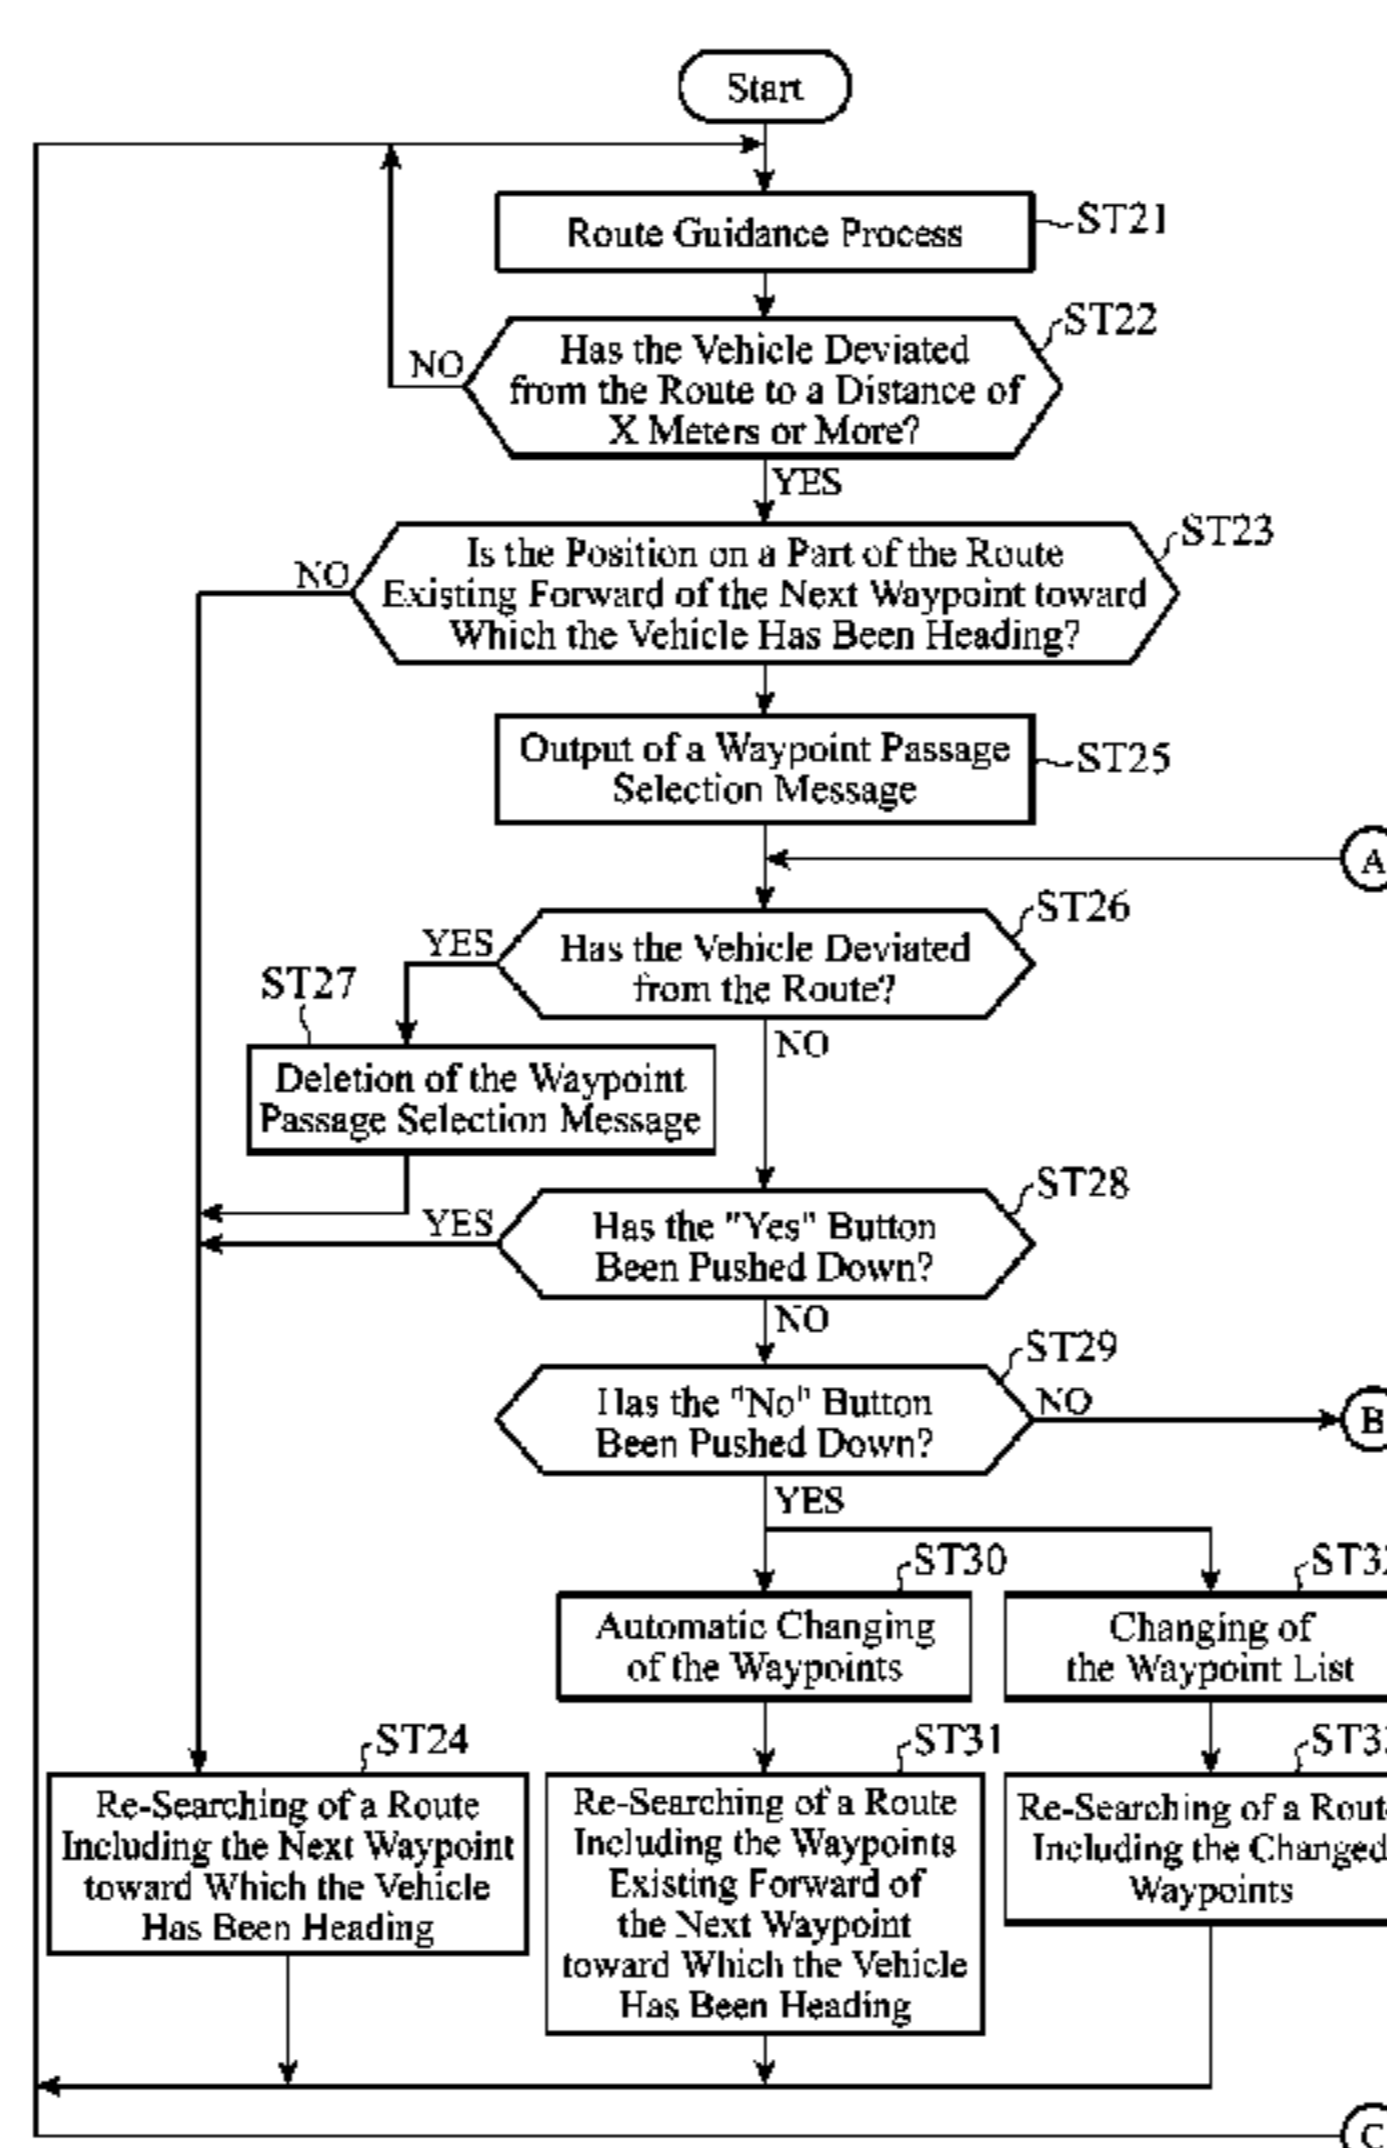 Start
Route Guidance Process
ST21
Has the Vehicle Deviated
from the Route to a Distance of
X Meters or More?
ST22
NO
YES
Is the Position on a Part of the Route
Existing Forward of the Next Waypoint toward
Which the Vehicle Has Been Heading?
ST23
NO
Output of a Waypoint Passage
Selection Message
ST25
A
Has the Vehicle Deviated
from the Route?
ST26
YES
NO
ST27
Deletion of the Waypoint
Passage Selection Message
Has the "Yes" Button
Been Pushed Down?
ST28
YES
NO
Has the "No" Button
Been Pushed Down?
ST29
NO
B
YES
ST30
Automatic Changing
of the Waypoints
Changing of
the Waypoint List
ST24
Re-Searching of a Route
Including the Next Waypoint
toward Which the Vehicle
Has Been Heading
ST31
Re-Searching of a Route
Including the Waypoints
Existing Forward of
the Next Waypoint
toward Which the Vehicle
Has Been Heading
Re-Searching of a
Including the Changed
Waypoints
C